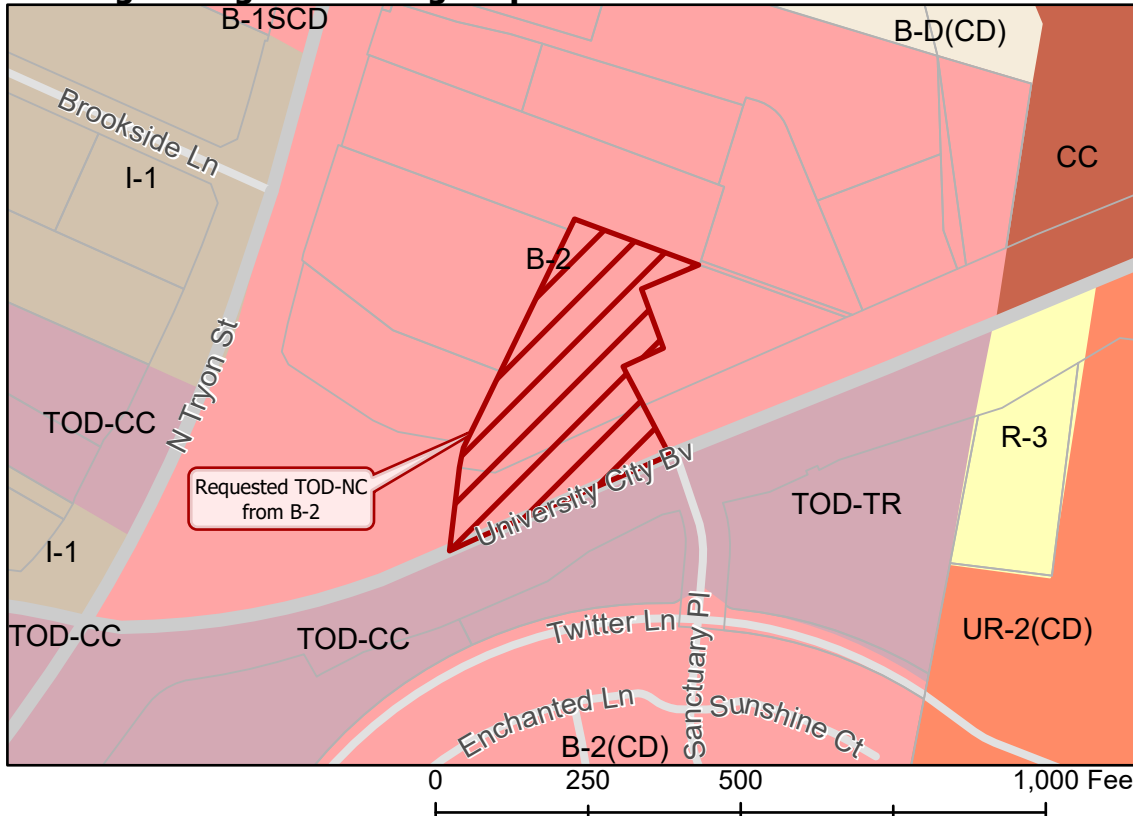 B-1SCD
B-D(CD)
Brookside Ln
CC
I-1
B-2
N Tryon St
TOD-CC
R-3
Requested TOD-NC
from B-2
University City Bv
TOD-TR
I-1
TOD-CC
TOD-CC
Twitter Ln
Sanctuary Pl
UR-2(CD)
Enchanted Ln
Sunshine Ct
B-2(CD)
0 250 500 1,000 Fee